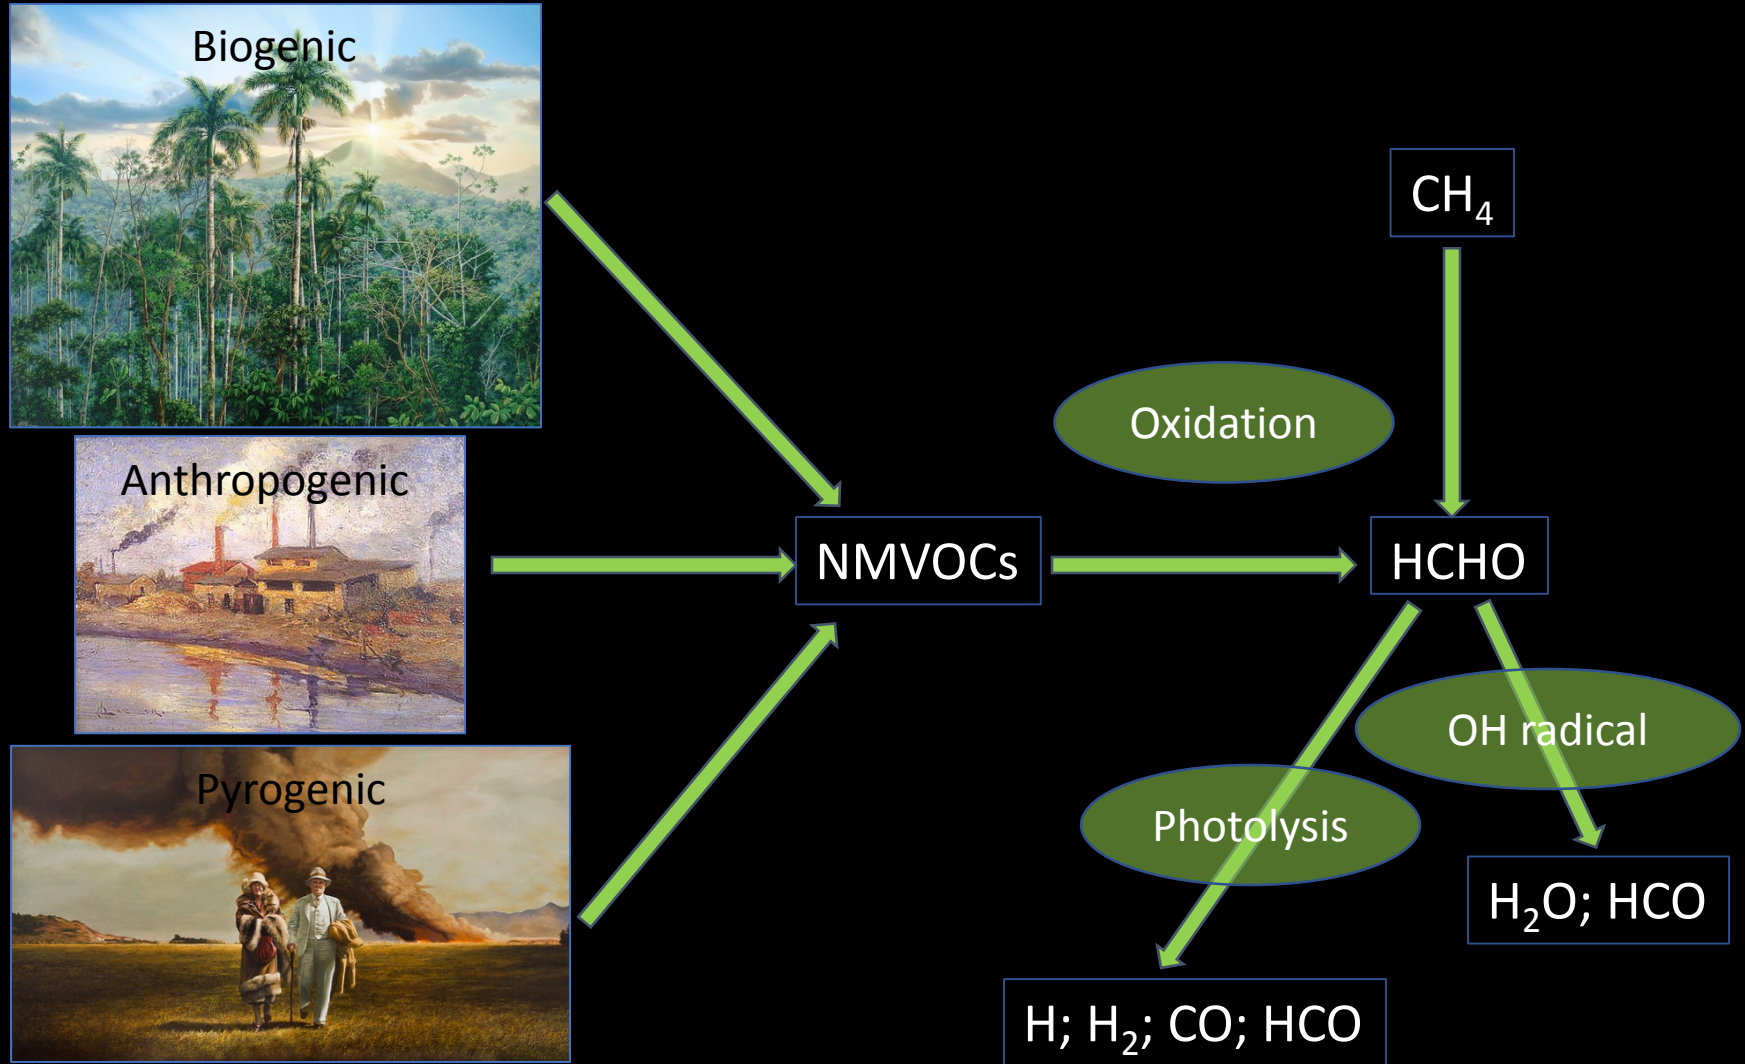 Biogenic
CH₄
Oxidation
Anthropogenic
NMVOCs
HCHO
OH radical
Pyrogenic
Photolysis
H₂O; HCO
H; H₂; CO; HCO